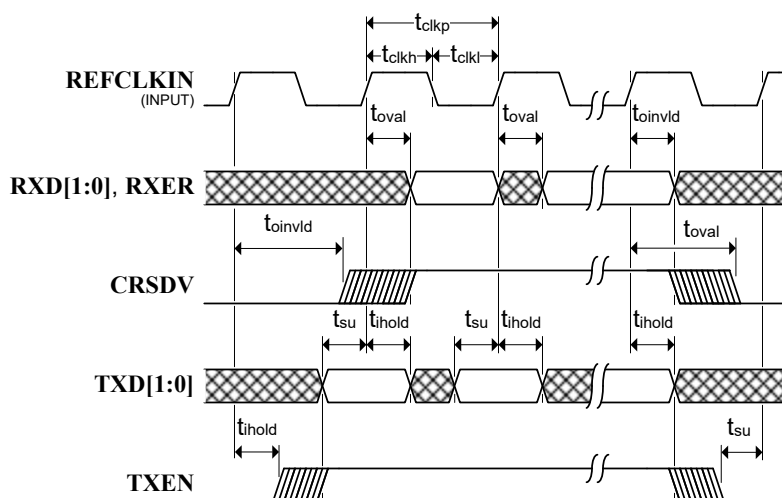 tclkp
tclkh tclkl
REFCLKIN
(INPUT)
toval toval toinvld
RXD[1:0], RXER
toinvld toval
CRSDV
tsu tihold tsu tihold tihold
TXD[1:0]
tihold tsu
TXEN